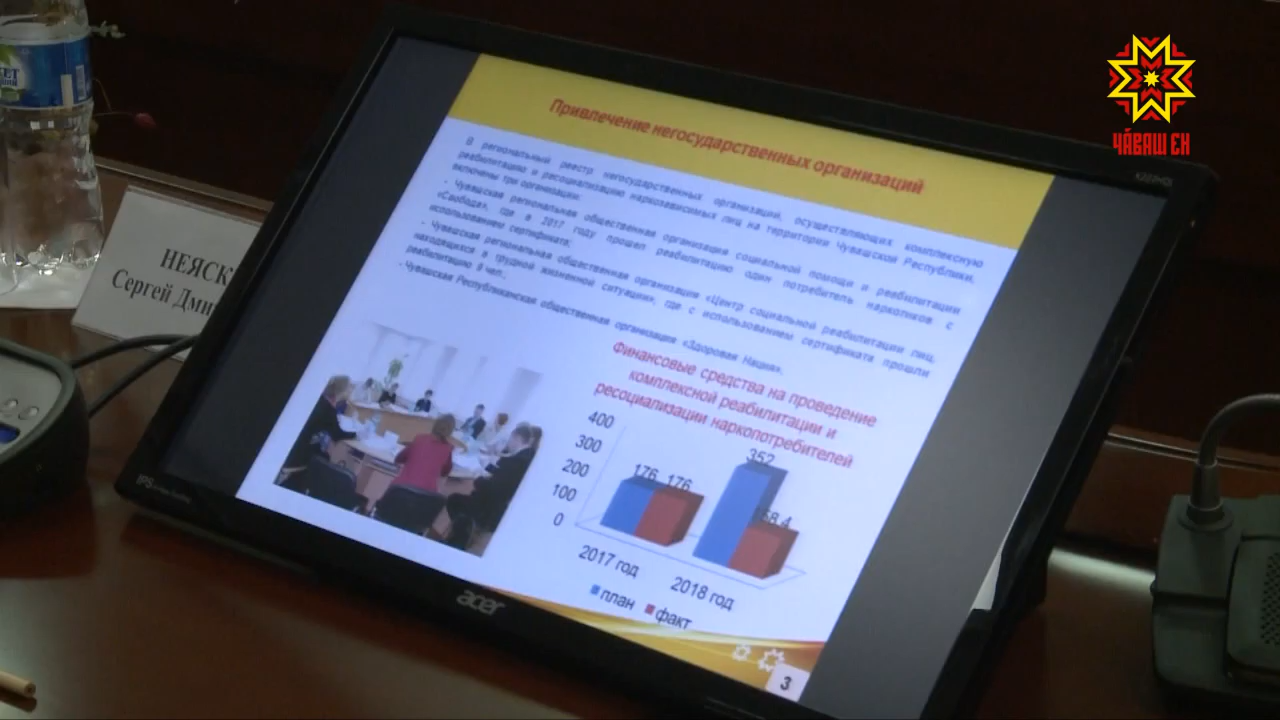 ЧӐВАШ ЕН
Привлечение негосударственных организаций
В региональный реестр негосударственных организаций, осуществляющих комплексную
реабилитацию и ресоциализацию наркозависимых лиц на территории Чувашской Республики,
включены три организации:
- Чувашская региональная общественная организация социальной помощи и реабилитации
«Свобода», где в 2017 году прошел реабилитацию один потребитель наркотиков с
использованием сертификата;
- Чувашская региональная общественная организация «Центр социальной реабилитации лиц,
находящихся в трудной жизненной ситуации», где с использованием сертификата прошли
реабилитацию 8 чел.;
- Чувашская Республиканская общественная организация «Здоровая Нация».
Финансовые средства на проведение
комплексной реабилитации и
ресоциализации наркопотребителей
400
300
200
100
0
176
176
352
2017 год
2018 год
план
факт
3
Сергей
acer
IPS